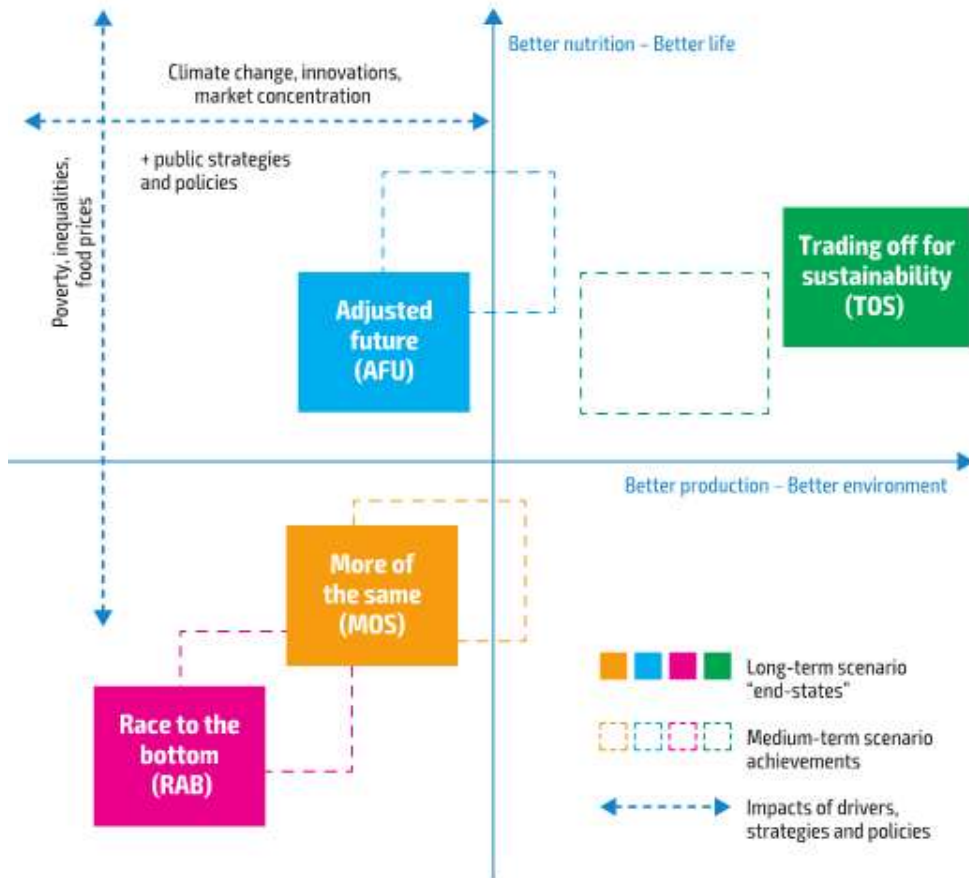 Better nutrition – Better life
Climate change, innovations,
market concentration
+ public strategies
and policies
Poverty, inequalities,
food prices
Trading off for
sustainability
(TOS)
Adjusted
future
(AFU)
Better production – Better environment
More of
the same
(MOS)
Race to the
bottom
(RAB)
Long-term scenario
“end-states”
Medium-term scenario
achievements
Impacts of drivers,
strategies and policies